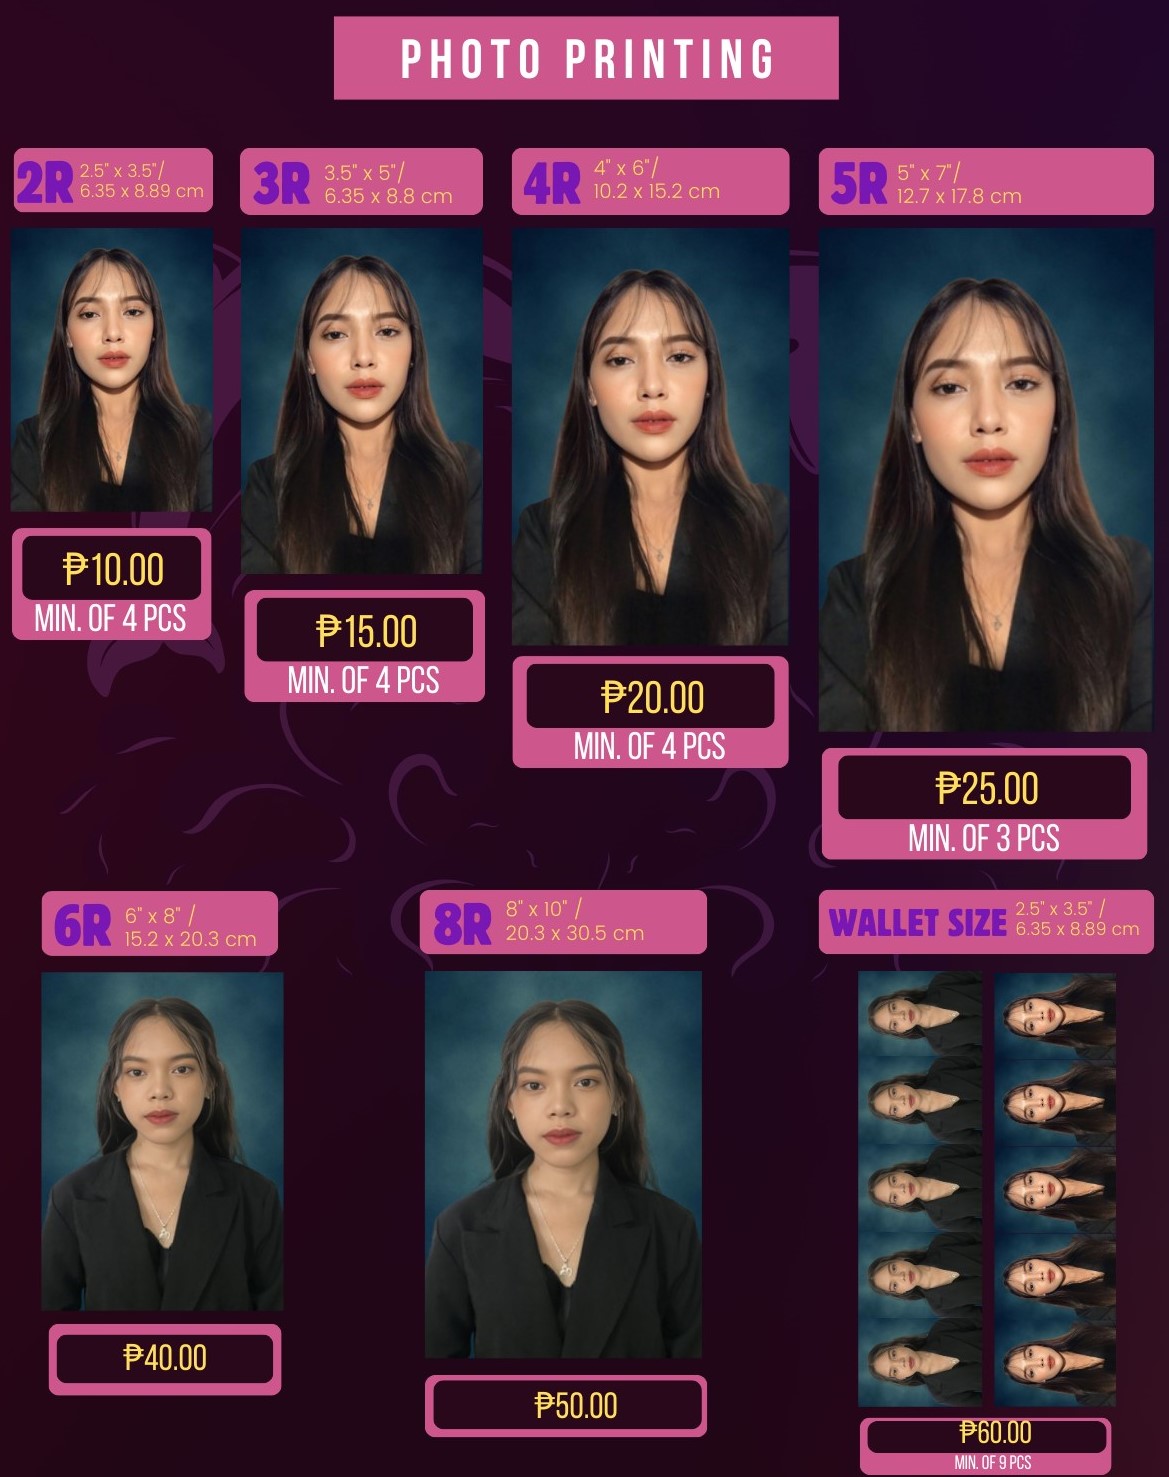 PHOTO PRINTING
2R
2.5" x 3.5"/
6.35 x 8.89 cm
3R
3.5" x 5"/
6.35 x 8.8 cm
4R
4" x 6"/
10.2 x 15.2 cm
5R
5" x 7"/
12.7 x 17.8 cm
₱10.00
MIN. OF 4 PCS
₱15.00
MIN. OF 4 PCS
₱20.00
MIN. OF 4 PCS
₱25.00
MIN. OF 3 PCS
6R
6" x 8" /
15.2 x 20.3 cm
8R
8" x 10" /
20.3 x 30.5 cm
WALLET SIZE
2.5" x 3.5" /
6.35 x 8.89 cm
₱40.00
₱50.00
₱60.00
MIN. OF 9 PCS